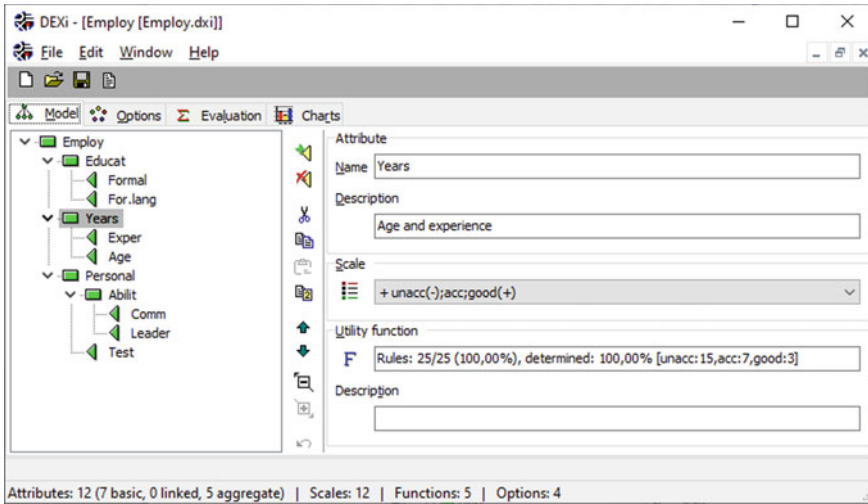 DEXi - [Employ [Employ.dxi]]
File Edit Window Help
Model Options Evaluation Charts
Employ
Educat
Formal
For.lang
Years
Exper
Age
Personal
Abilit
Comm
Leader
Test
Attribute
Name Years
Description
Age and experience
Scale
+ unacc(-);acc;good(+)
Utility function
F Rules: 25/25 (100,00%), determined: 100,00% [unacc:15,acc:7,good:3]
Description
Attributes: 12 (7 basic, 0 linked, 5 aggregate) | Scales: 12 | Functions: 5 | Options: 4